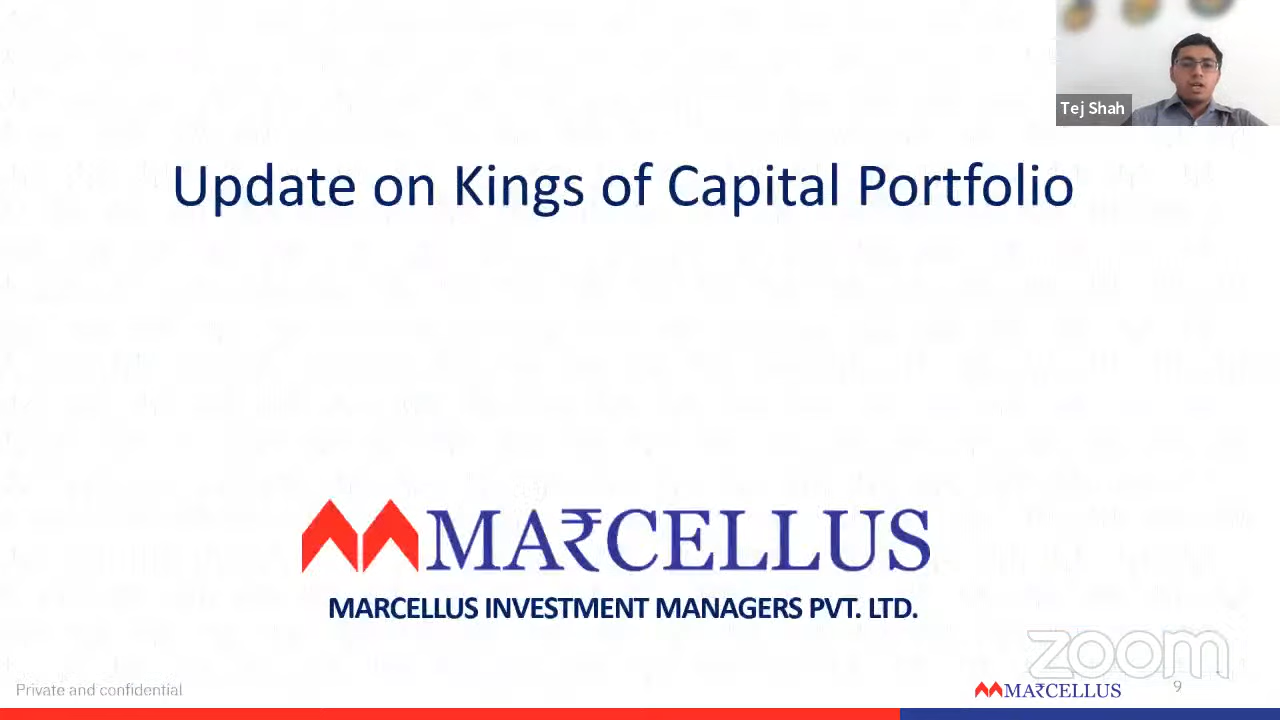 Tej Shah
Update on Kings of Capital Portfolio
MA₹CELLUS
MARCELLUS INVESTMENT MANAGERS PVT. LTD.
zoom
Private and confidential
MA₹CELLUS
9